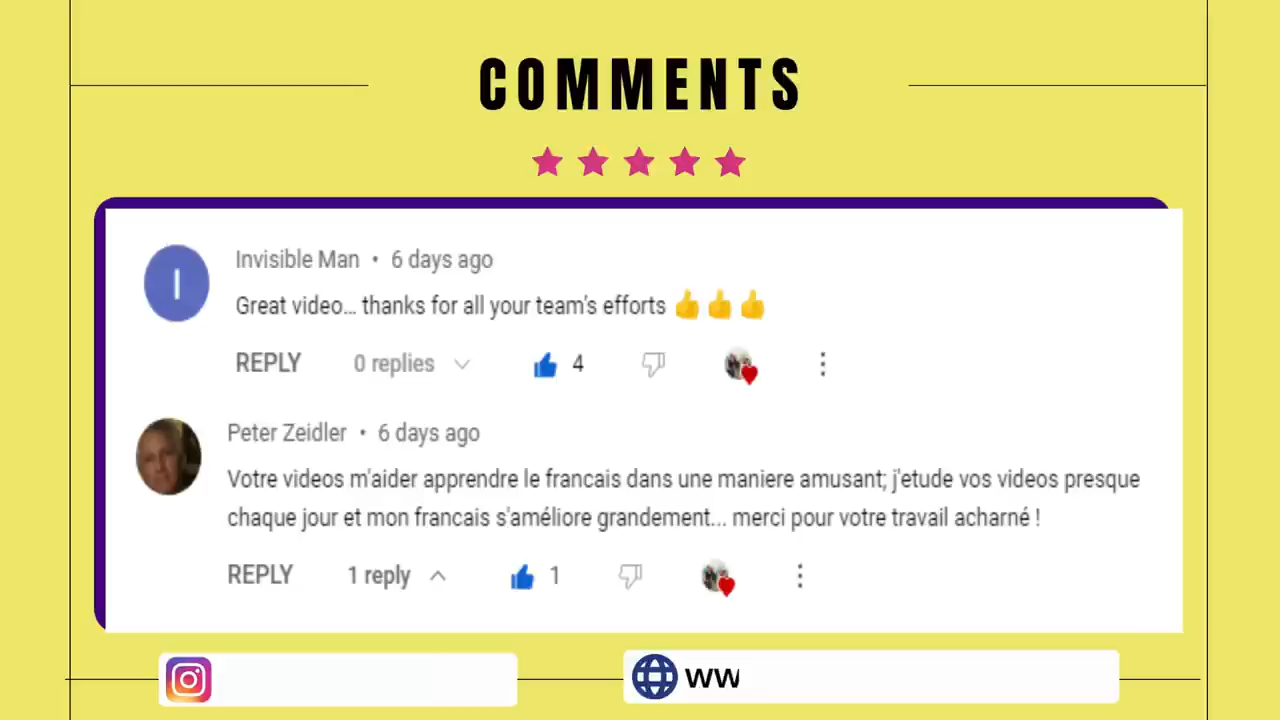 COMMENTS
I
Invisible Man • 6 days ago
Great video... thanks for all your team's efforts 👍👍👍
REPLY 0 replies 4
Peter Zeidler • 6 days ago
Votre videos m'aider apprendre le francais dans une maniere amusant; j'etude vos videos presque
chaque jour et mon francais s'améliore grandement... merci pour votre travail acharné !
REPLY 1 reply 1
WW